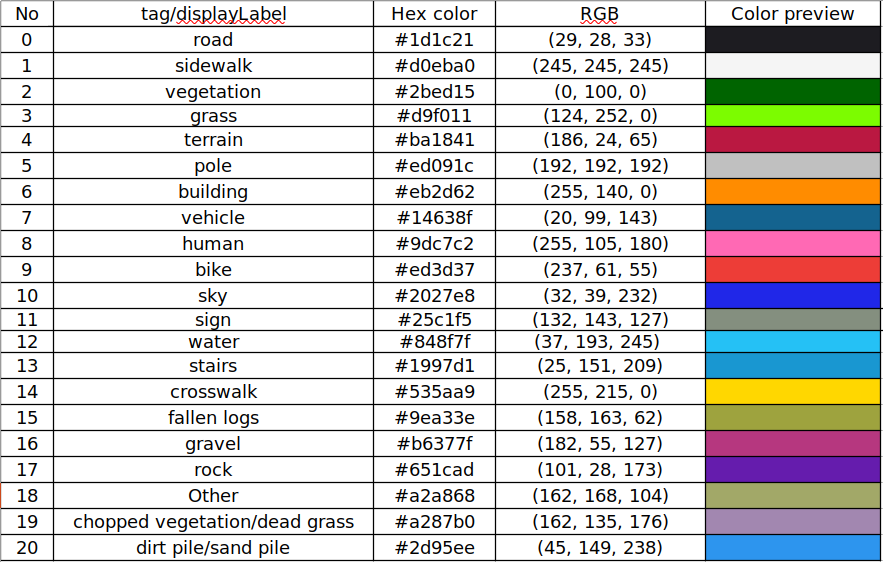 No tag/displayLabel Hex color RGB Color preview
0 road #1d1c21 (29, 28, 33)
1 sidewalk #d0eba0 (245, 245, 245)
2 vegetation #2bed15 (0, 100, 0)
3 grass #d9f011 (124, 252, 0)
4 terrain #ba1841 (186, 24, 65)
5 pole #ed091c (192, 192, 192)
6 building #eb2d62 (255, 140, 0)
7 vehicle #14638f (20, 99, 143)
8 human #9dc7c2 (255, 105, 180)
9 bike #ed3d37 (237, 61, 55)
10 sky #2027e8 (32, 39, 232)
11 sign #25c1f5 (132, 143, 127)
12 water #848f7f (37, 193, 245)
13 stairs #1997d1 (25, 151, 209)
14 crosswalk #535aa9 (255, 215, 0)
15 fallen logs #9ea33e (158, 163, 62)
16 gravel #b6377f (182, 55, 127)
17 rock #651cad (101, 28, 173)
18 Other #a2a868 (162, 168, 104)
19 chopped vegetation/dead grass #a287b0 (162, 135, 176)
20 dirt pile/sand pile #2d95ee (45, 149, 238)